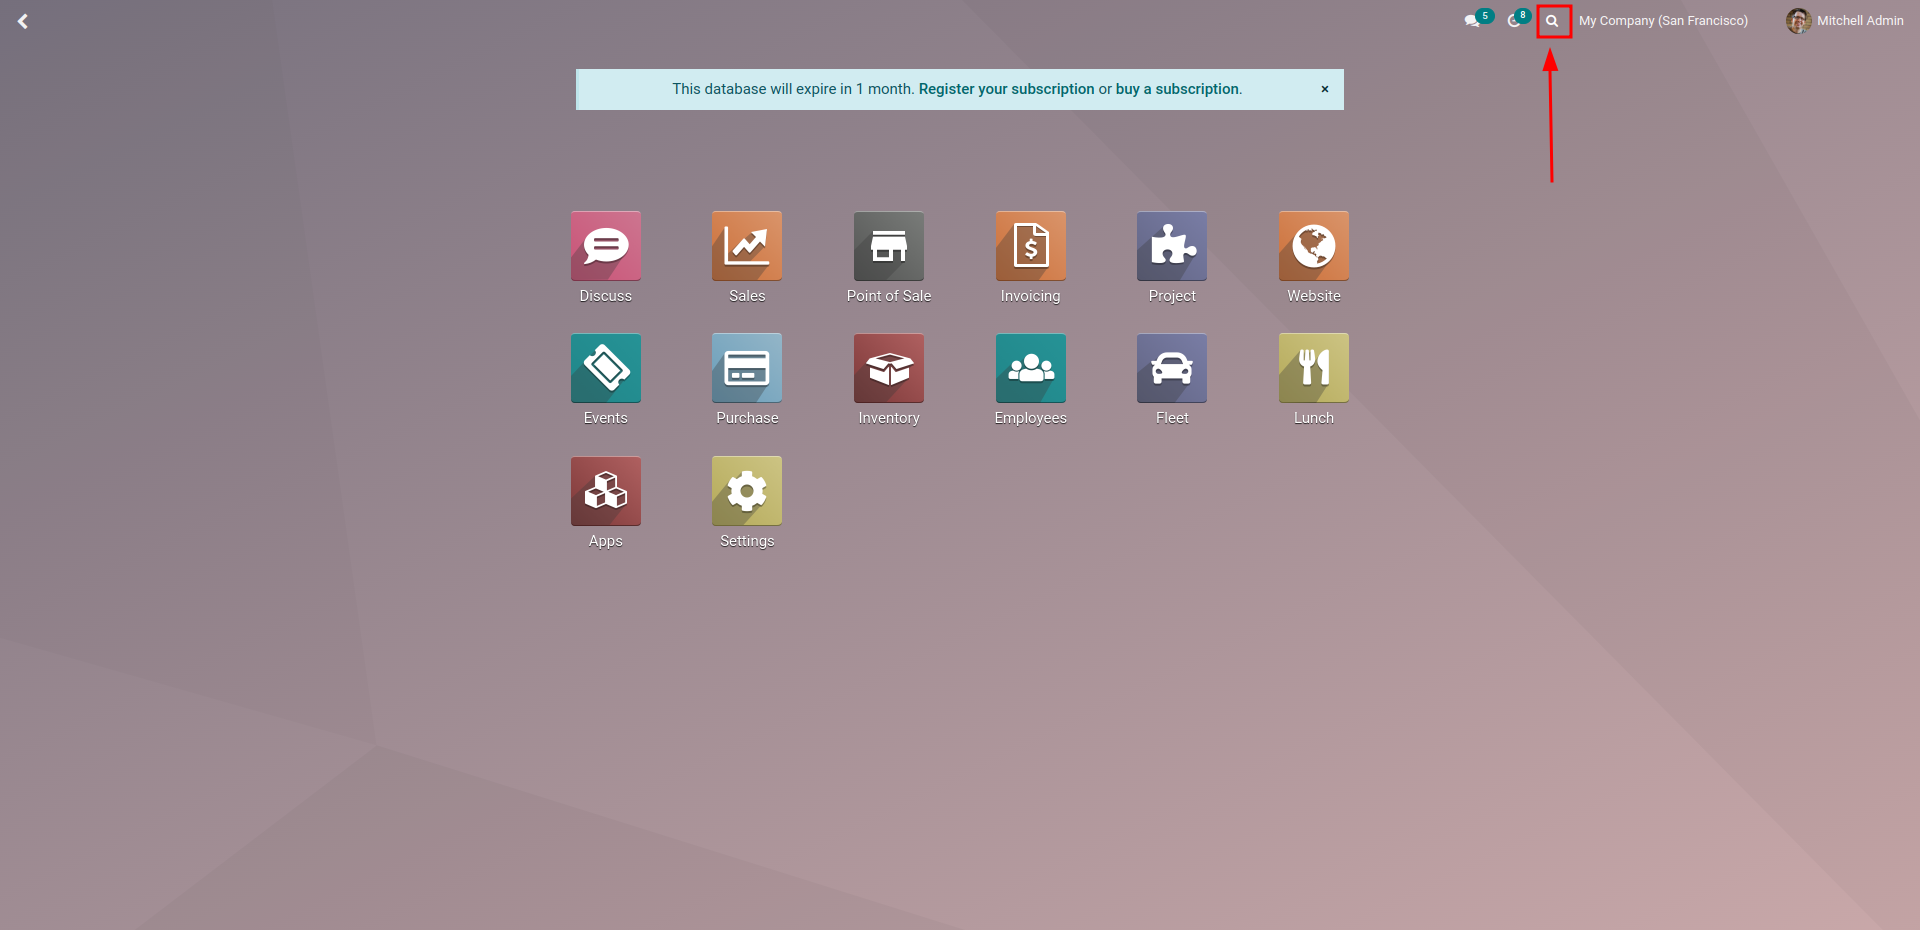 5 8 My Company (San Francisco) Mitchell Admin
This database will expire in 1 month. Register your subscription or buy a subscription. ×
Discuss Sales Point of Sale Invoicing Project Website
Events Purchase Inventory Employees Fleet Lunch
Apps Settings